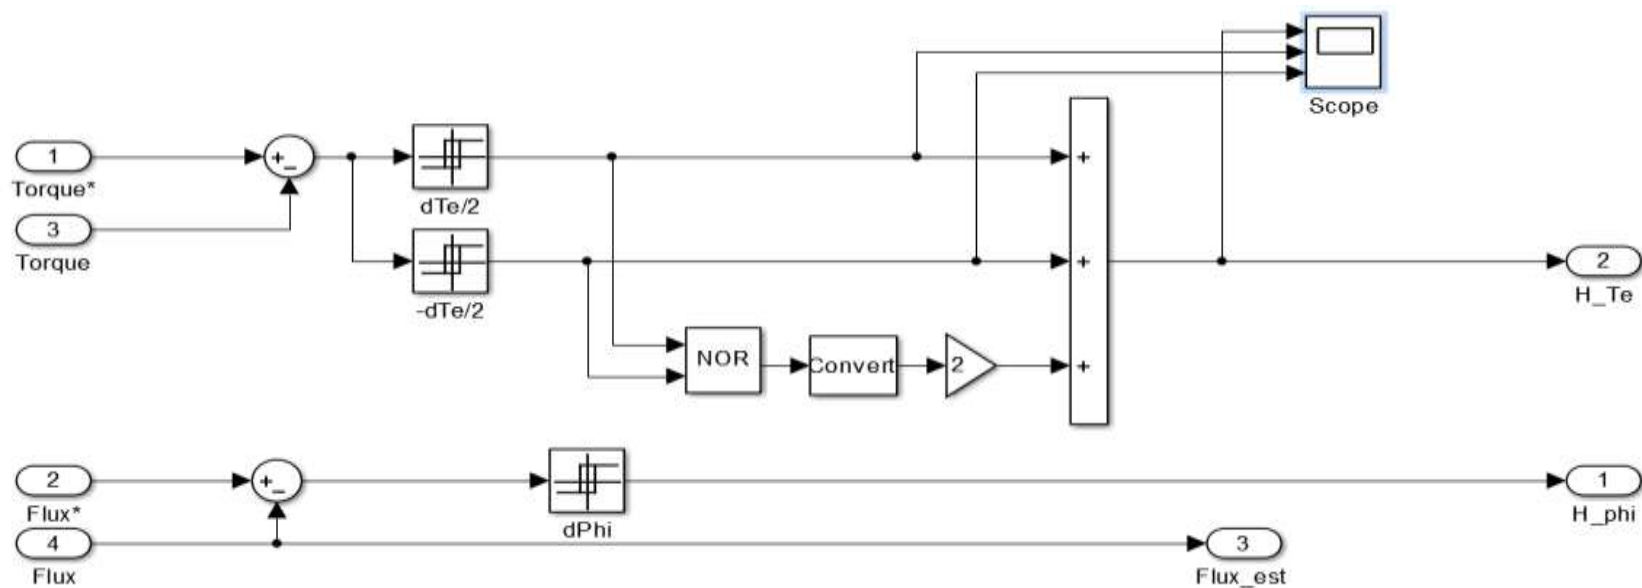 Scope
1
+
-
+
Torque*
dTe/2
3
Torque
+
2
-dTe/2
H_Te
NOR
Convert
2
+
2
+
-
1
Flux*
dPhi
H_phi
4
3
Flux
Flux_est